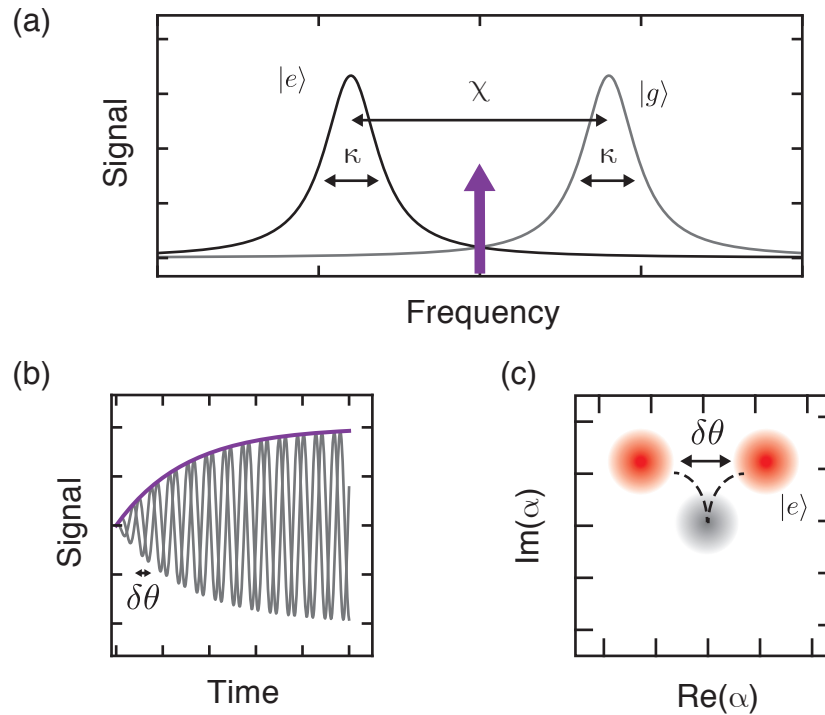 (a)
|e⟩
χ
|g⟩
κ
κ
Signal
Frequency
(b)
Signal
δθ
Time
(c)
δθ
|e⟩
Im(α)
Re(α)